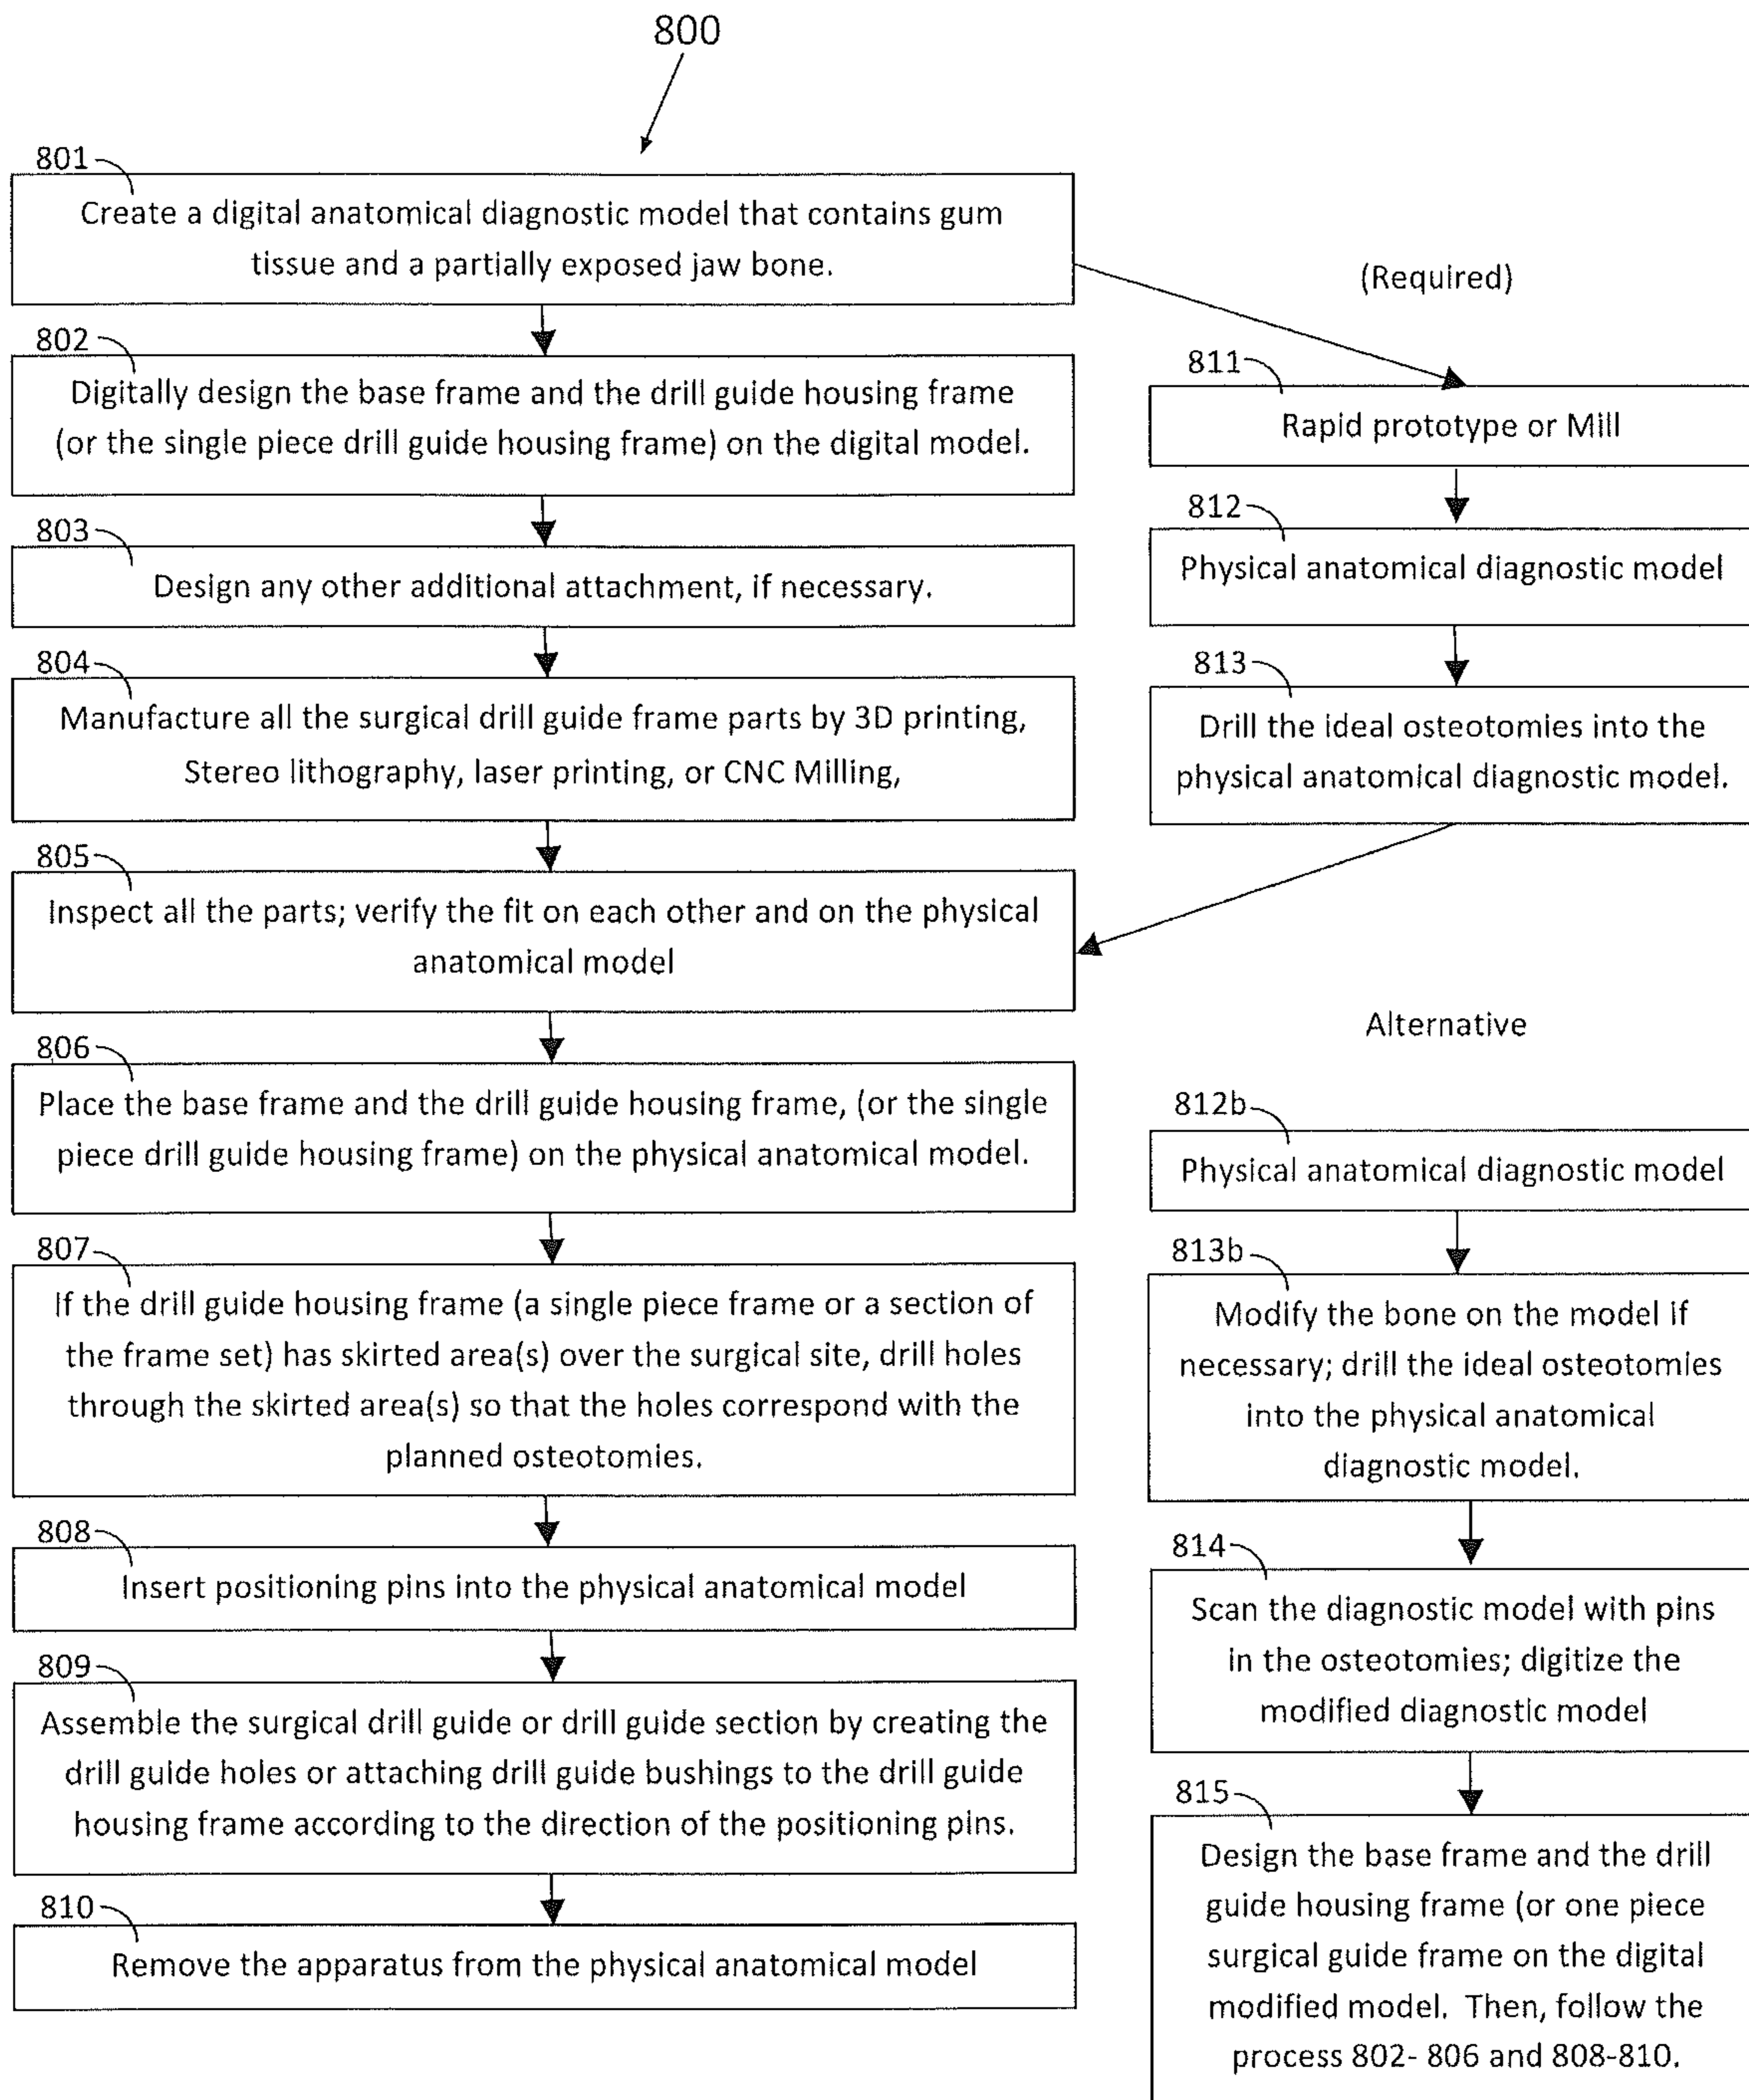 800
801
Create a digital anatomical diagnostic model that contains gum
tissue and a partially exposed jaw bone.
802
Digitally design the base frame and the drill guide housing frame
(or the single piece drill guide housing frame) on the digital model.
803
Design any other additional attachment, if necessary.
804
Manufacture all the surgical drill guide frame parts by 3D printing,
Stereo lithography, laser printing, or CNC Milling,
805
Inspect all the parts; verify the fit on each other and on the physical
anatomical model
806
Place the base frame and the drill guide housing frame, (or the single
piece drill guide housing frame) on the physical anatomical model.
807
If the drill guide housing frame (a single piece frame or a section of
the frame set) has skirted area(s) over the surgical site, drill holes
through the skirted area(s) so that the holes correspond with the
planned osteotomies.
808
Insert positioning pins into the physical anatomical model
809
Assemble the surgical drill guide or drill guide section by creating the
drill guide holes or attaching drill guide bushings to the drill guide
housing frame according to the direction of the positioning pins.
810
Remove the apparatus from the physical anatomical model
(Required)
811
Rapid prototype or Mill
812
Physical anatomical diagnostic model
813
Drill the ideal osteotomies into the
physical anatomical diagnostic model.
Alternative
812b
Physical anatomical diagnostic model
813b
Modify the bone on the model if
necessary; drill the ideal osteotomies
into the physical anatomical
diagnostic model.
814
Scan the diagnostic model with pins
in the osteotomies; digitize the
modified diagnostic model
815
Design the base frame and the drill
guide housing frame (or one piece
surgical guide frame on the digital
modified model. Then, follow the
process 802- 806 and 808-810.